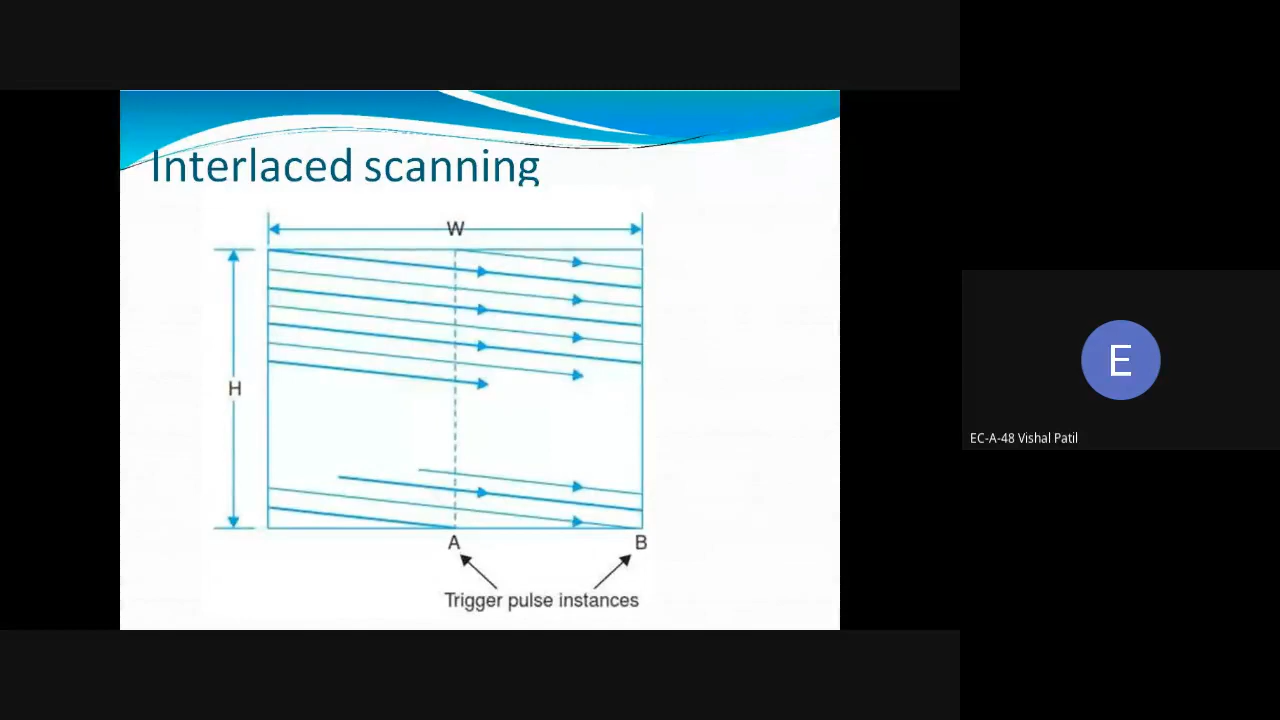 Interlaced scanning
W
H
A
B
Trigger pulse instances
E
EC-A-48 Vishal Patil